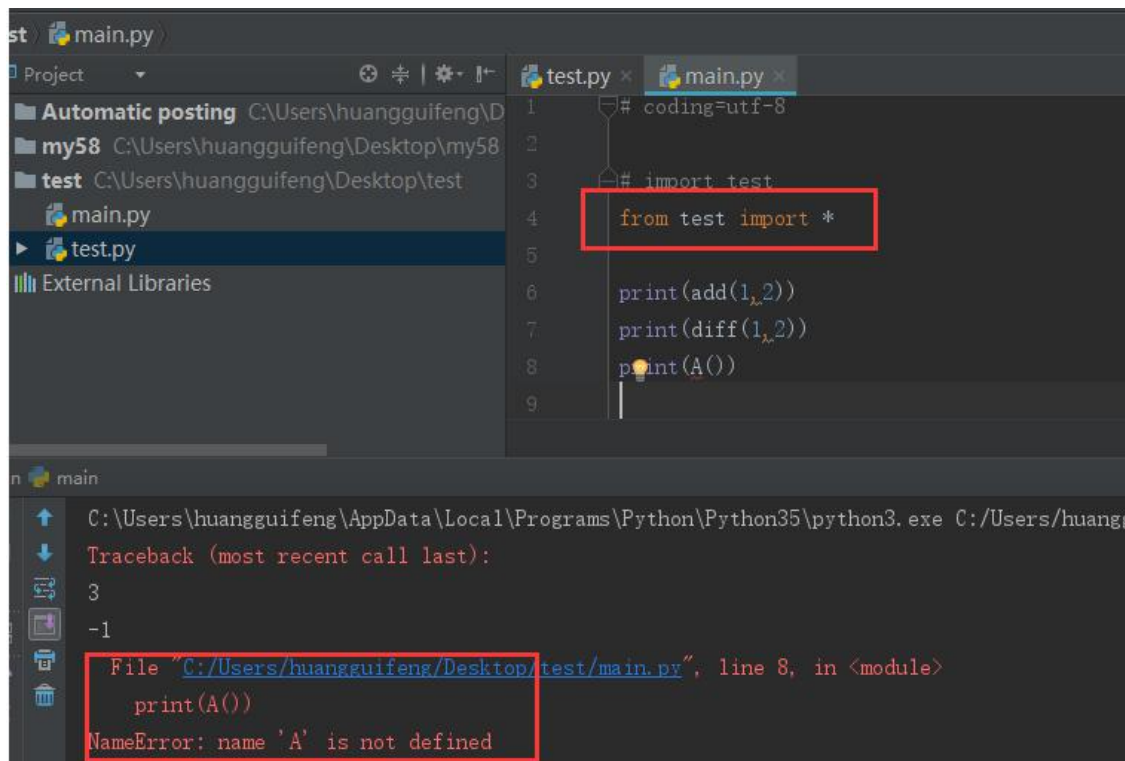 st main.py
Project
test.py × main.py ×
Automatic posting C:\Users\huangguifeng\D
my58 C:\Users\huangguifeng\Desktop\my58
test C:\Users\huangguifeng\Desktop\test
main.py
test.py
External Libraries
1 # coding=utf-8
2
3 # import test
4 from test import *
5
6 print(add(1,2))
7 print(diff(1,2))
8 print(A())
9
n main
C:\Users\huangguifeng\AppData\Local\Programs\Python\Python35\python3.exe C:/Users/huang
Traceback (most recent call last):
3
-1
File "C:/Users/huangguifeng/Desktop/test/main.py", line 8, in <module>
print(A())
NameError: name 'A' is not defined